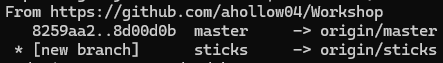 From https://github.com/ahollow04/Workshop
8259aa2..8d00d0b  master     -> origin/master
* [new branch]      sticks     -> origin/sticks